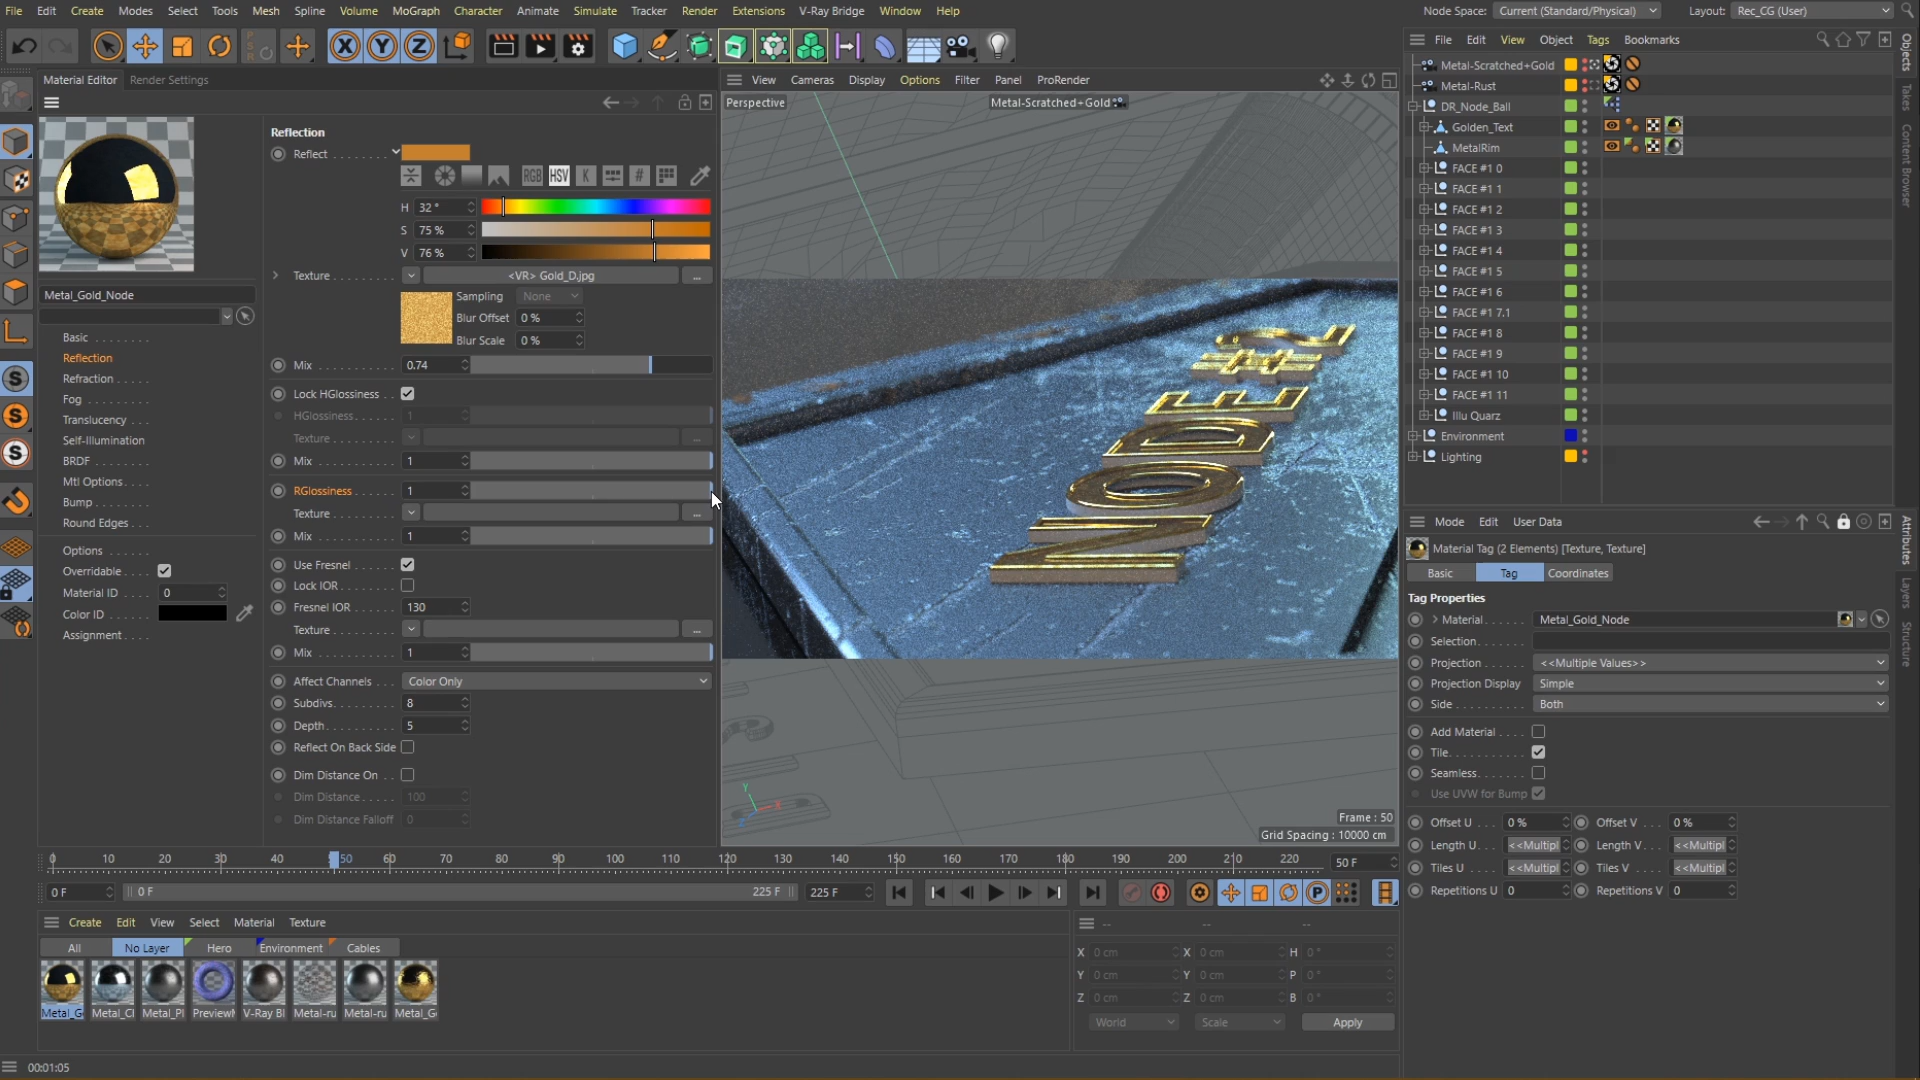 File Edit Create Modes Select Tools Mesh Spline Volume MoGraph Character Animate Simulate Tracker Render Extensions V-Ray Bridge Window Help
Node Space: Current (Standard/Physical) Layout: Rec_CG (User)
Material Editor Render Settings
View Cameras Display Options Filter Panel ProRender
File Edit View Object Tags Bookmarks
Perspective
Metal-Scratched+Gold
Reflection
Reflect
RGB HSV K #
H 32 °
S 75 %
V 76 %
Texture <VR> Gold_D.jpg ...
Sampling None
Blur Offset 0 %
Blur Scale 0 %
Mix 0.74
Lock HGlossiness
HGlossiness 1
Texture ...
Mix 1
RGlossiness 1
Texture ...
Mix 1
Use Fresnel
Lock IOR
Fresnel IOR 130
Texture ...
Mix 1
Affect Channels Color Only
Subdivs 8
Depth 5
Reflect On Back Side
Dim Distance On
Dim Distance 100
Dim Distance Falloff 0
Metal_Gold_Node
Basic
Reflection
Refraction
Fog
Translucency
Self-Illumination
BRDF
Mtl Options
Bump
Round Edges
Options
Overridable
Material ID 0
Color ID
Assignment
NODE
X Y Z
Frame : 50
Grid Spacing : 10000 cm
Metal-Scratched+Gold
Metal-Rust
DR_Node_Ball
Golden_Text
MetalRim
FACE #1 0
FACE #1 1
FACE #1 2
FACE #1 3
FACE #1 4
FACE #1 5
FACE #1 6
FACE #1 7.1
FACE #1 8
FACE #1 9
FACE #1 10
FACE #1 11
Illu Quarz
Environment
Lighting
Objects
Takes
Content Browser
Mode Edit User Data
Material Tag (2 Elements) [Texture, Texture]
Basic Tag Coordinates
Tag Properties
Material Metal_Gold_Node
Selection
Projection <<Multiple Values>>
Projection Display Simple
Side Both
Add Material
Tile
Seamless
Use UVW for Bump
Offset U 0 % Offset V 0 %
Length U <<Multipl Length V <<Multipl
Tiles U <<Multipl Tiles V <<Multipl
Repetitions U 0 Repetitions V 0
Attributes
Layers
Structure
0 10 20 30 40 50 60 70 80 90 100 110 120 130 140 150 160 170 180 190 200 210 220 50 F
0 F 0 F 225 F 225 F
Create Edit View Select Material Texture
All No Layer Hero Environment Cables
Metal_G Metal_Cl Metal_Pl PreviewM V-Ray Bl Metal-ru Metal-ru Metal_G
-- -- --
X 0 cm X 0 cm H 0 °
Y 0 cm Y 0 cm P 0 °
Z 0 cm Z 0 cm B 0 °
World Scale Apply
00:01:05